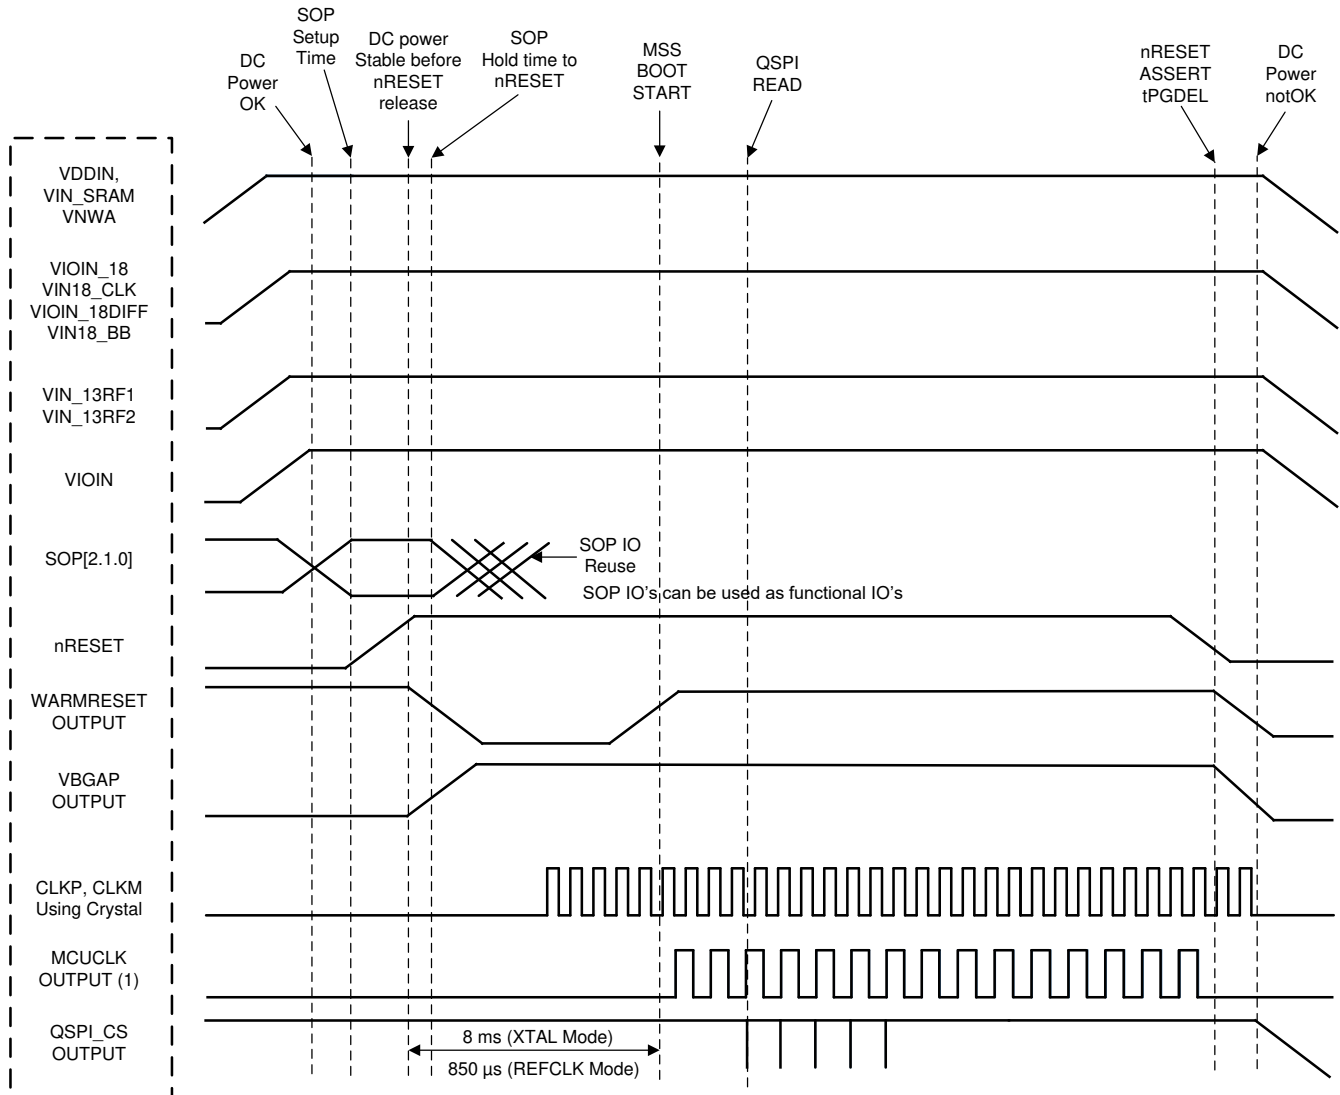 SOP
Setup
Time
DC
Power
OK
DC power
Stable before
nRESET
release
SOP
Hold time to
nRESET
MSS
BOOT
START
QSPI
READ
nRESET
ASSERT
tPGDEL
DC
Power
notOK
VDDIN,
VIN_SRAM
VNWA
VIOIN_18
VIN18_CLK
VIOIN_18DIFF
VIN18_BB
VIN_13RF1
VIN_13RF2
VIOIN
SOP[2.1.0]
SOP IO
Reuse
SOP IO's can be used as functional IO's
nRESET
WARMRESET
OUTPUT
VBGAP
OUTPUT
CLKP, CLKM
Using Crystal
MCUCLK
OUTPUT (1)
QSPI_CS
OUTPUT
8 ms (XTAL Mode)
850 µs (REFCLK Mode)